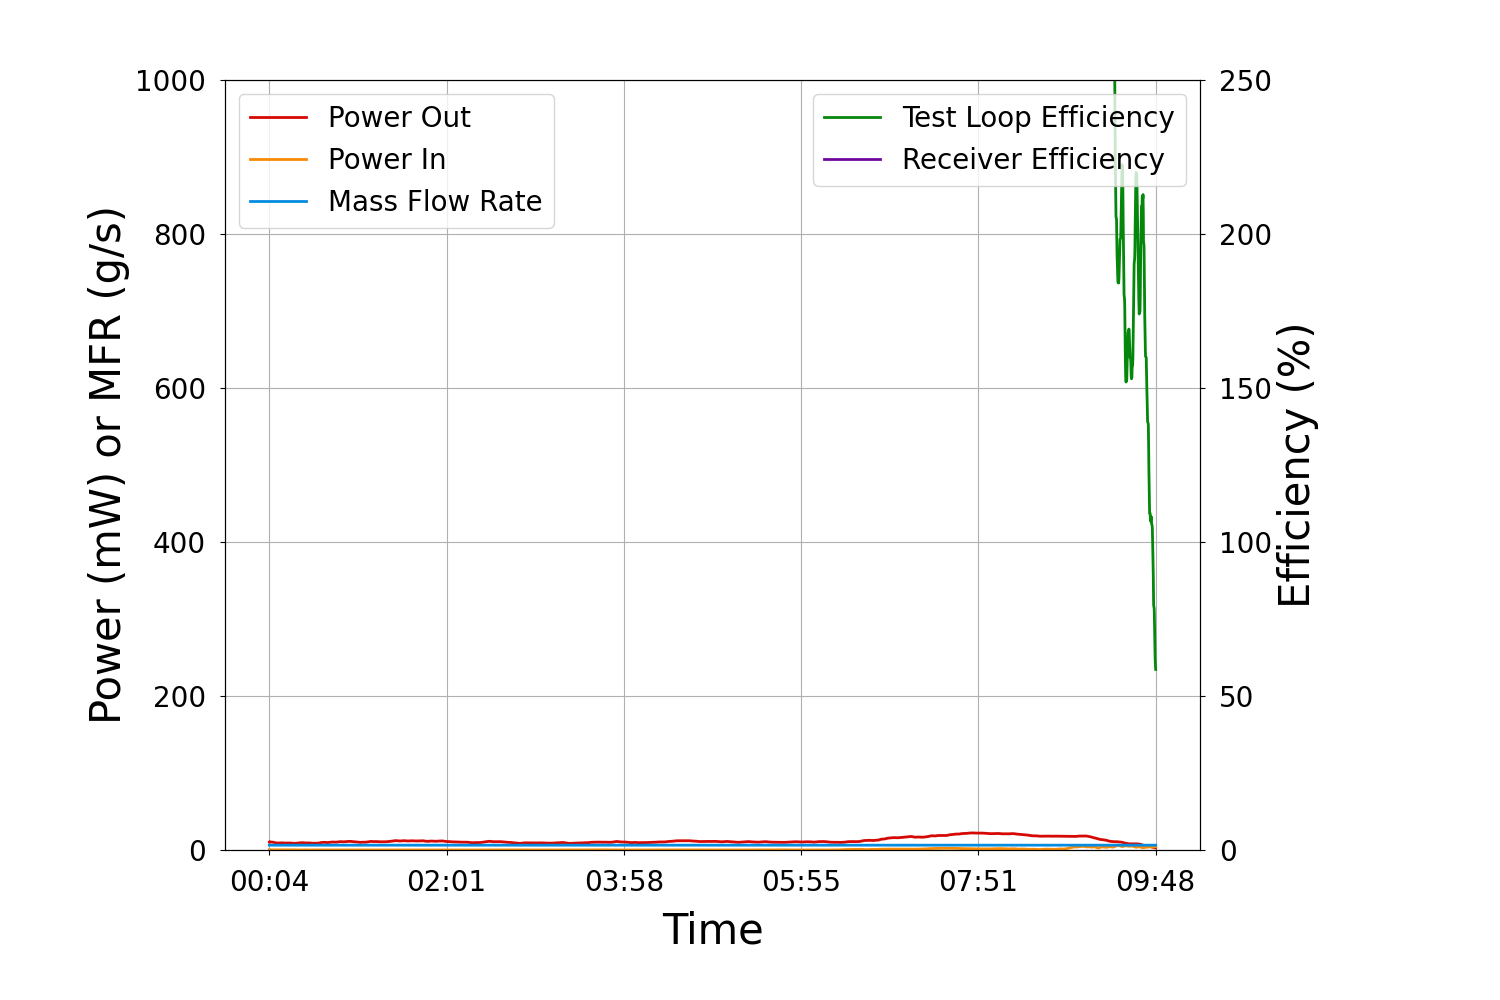 Power (mW) or MFR (g/s)
1000
800
600
400
200
0
Power Out
Power In
Mass Flow Rate
Test Loop Efficiency
Receiver Efficiency
250
200
150
100
50
0
Efficiency (%)
00:04 02:01 03:58 05:55 07:51 09:48
Time